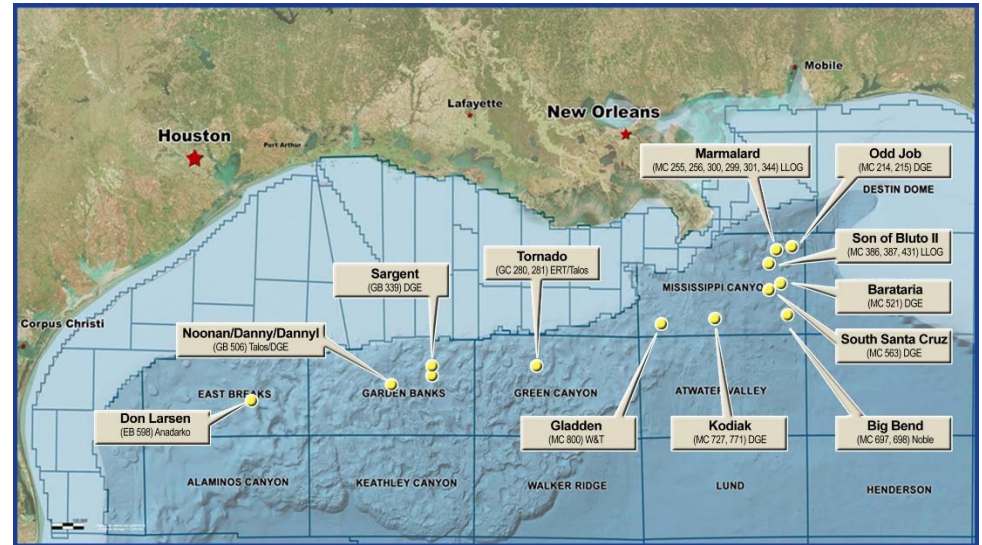 Mobile
Lafayette
New Orleans
Houston
Port Arthur
Marmalard
(MC 255, 256, 300, 299, 301, 344) LLOG
Odd Job
(MC 214, 215) DGE
DESTIN DOME
Son of Bluto II
(MC 386, 387, 431) LLOG
Tornado
(GC 280, 281) ERT/Talos
Sargent
(GB 339) DGE
MISSISSIPPI CANYO
Barataria
(MC 521) DGE
Corpus Christi
Noonan/Danny/DannyI
(GB 506) Talos/DGE
South Santa Cruz
(MC 563) DGE
EAST BREAKS
GARDEN BANKS
GREEN CANYON
ATWATER VALLEY
Don Larsen
(EB 598) Anadarko
Gladden
(MC 800) W&T
Kodiak
(MC 727, 771) DGE
Big Bend
(MC 697, 698) Noble
ALAMINOS CANYON
KEATHLEY CANYON
WALKER RIDGE
LUND
HENDERSON